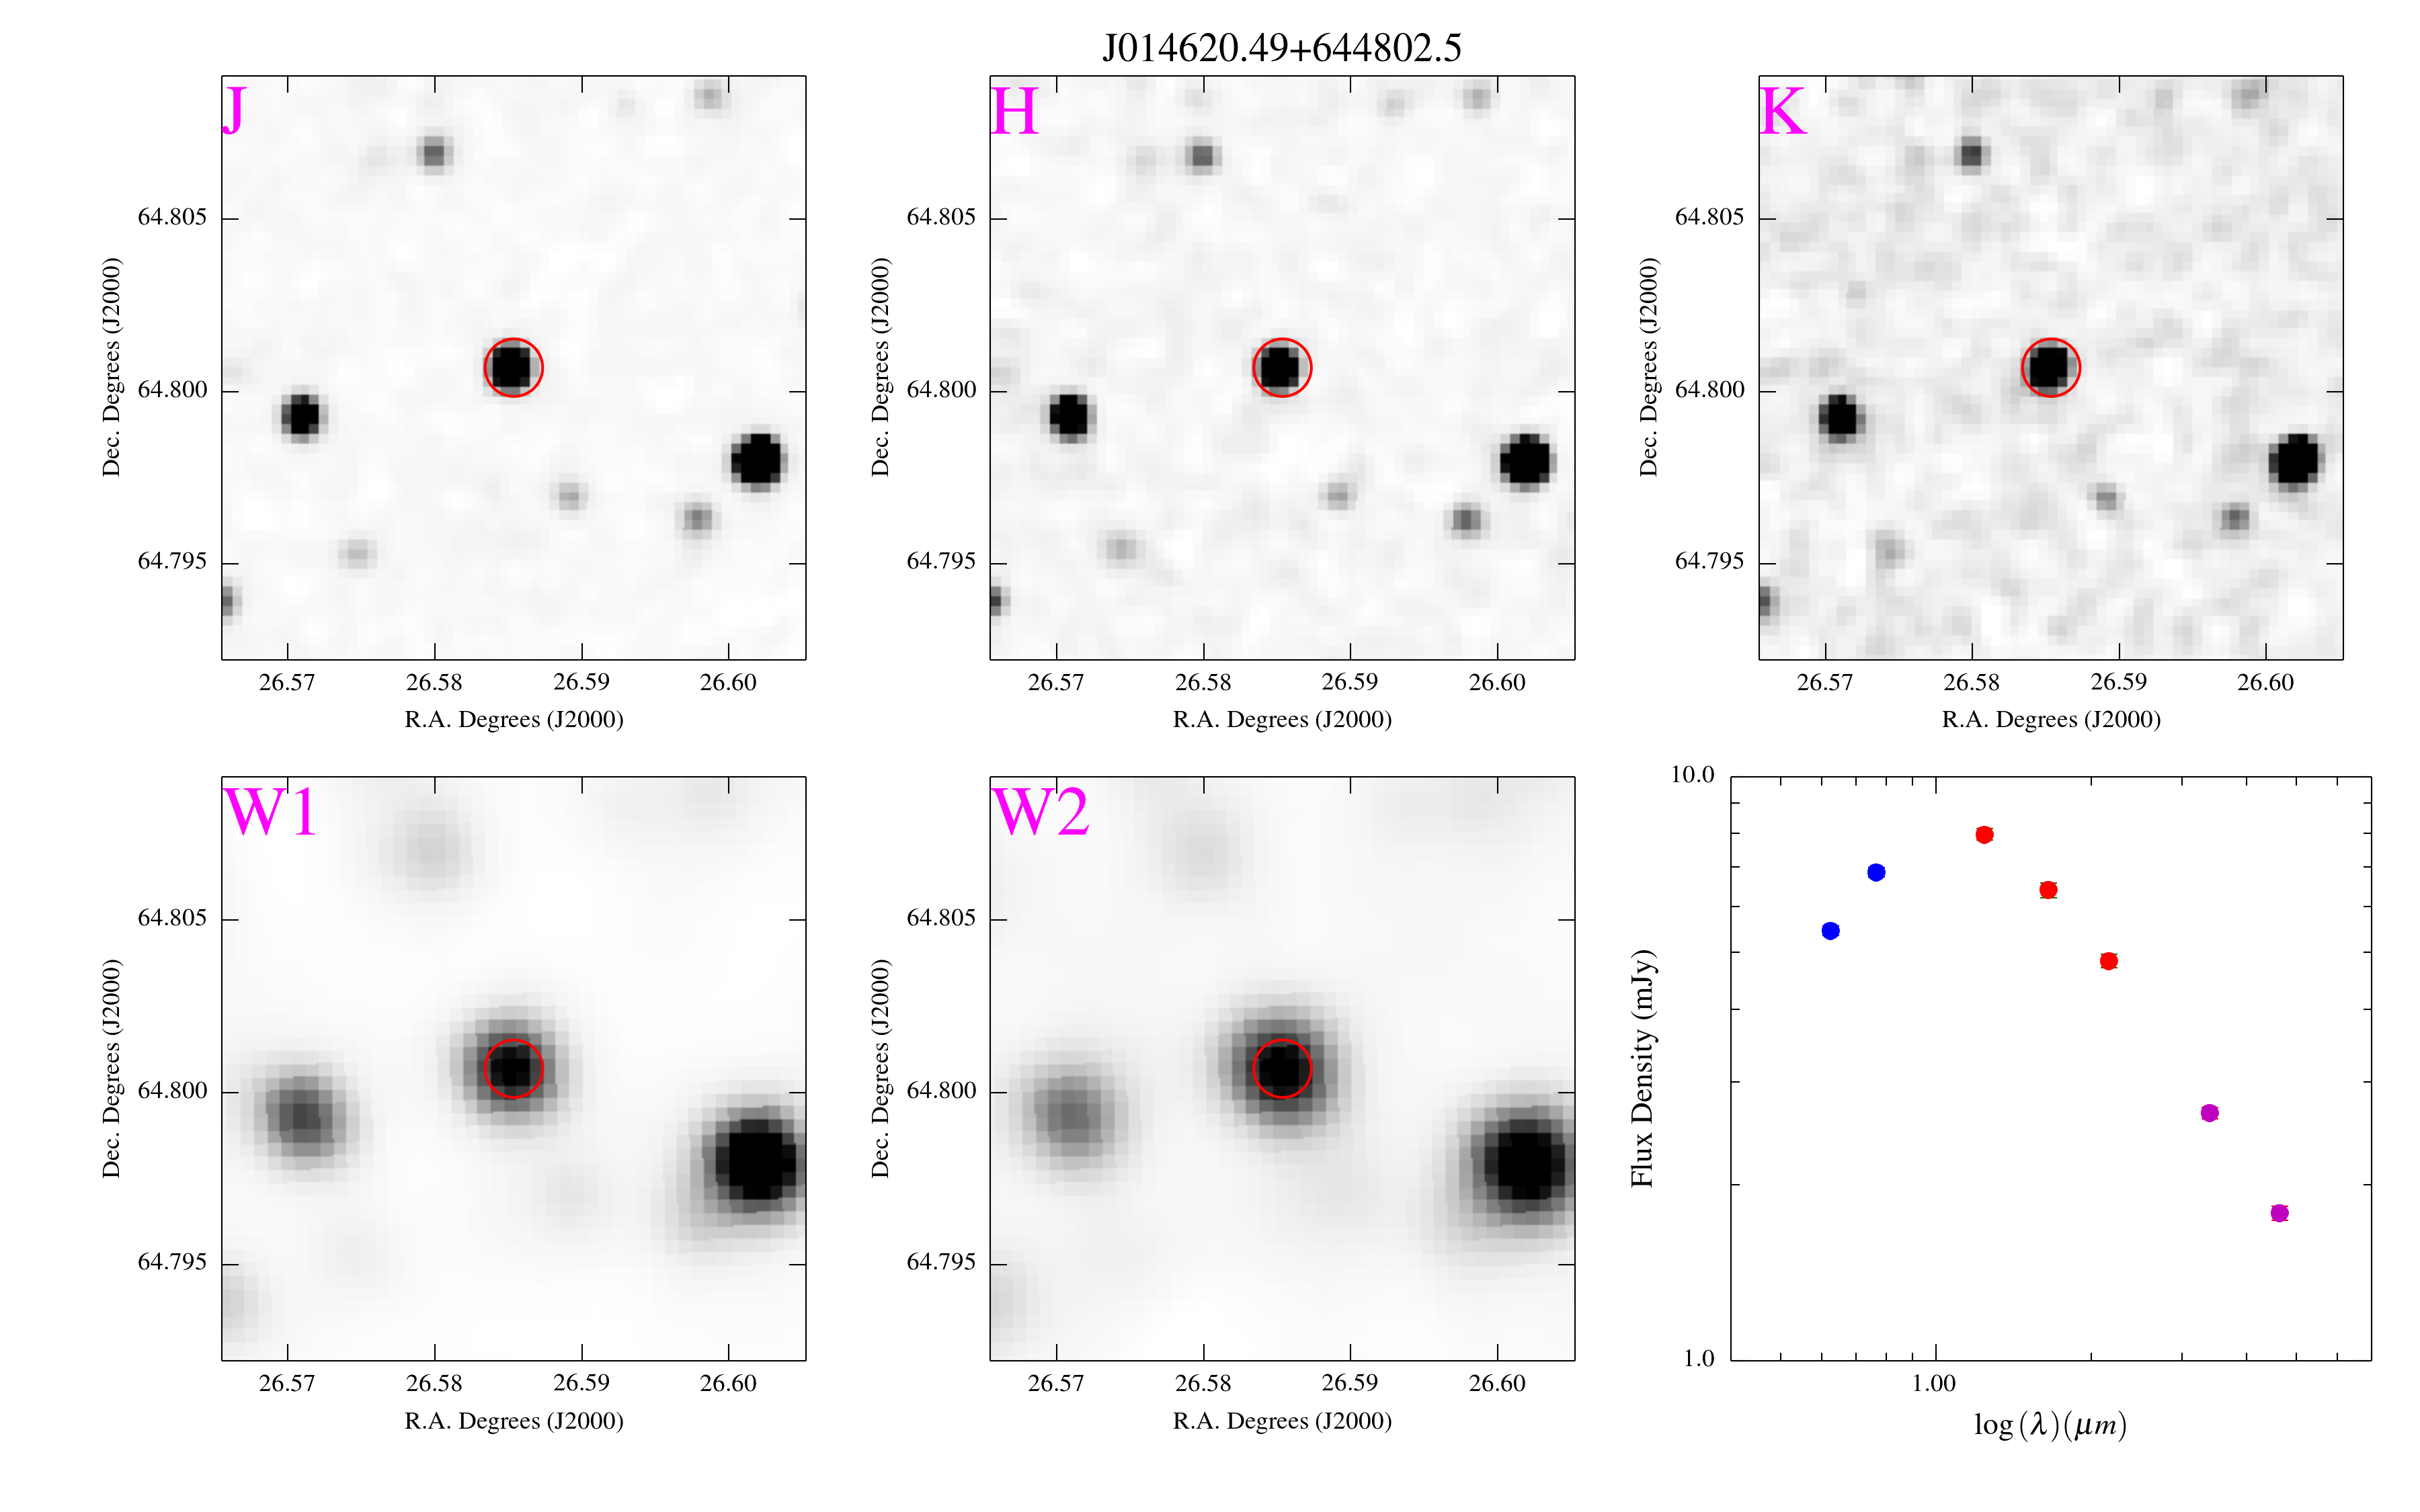 J014620.49+644802.5
J
64.805
64.800
64.795
Dec. Degrees (J2000)
26.57 26.58 26.59 26.60
R.A. Degrees (J2000)
H
64.805
64.800
64.795
Dec. Degrees (J2000)
26.57 26.58 26.59 26.60
R.A. Degrees (J2000)
K
64.805
64.800
64.795
Dec. Degrees (J2000)
26.57 26.58 26.59 26.60
R.A. Degrees (J2000)
W1
64.805
64.800
64.795
Dec. Degrees (J2000)
26.57 26.58 26.59 26.60
R.A. Degrees (J2000)
W2
64.805
64.800
64.795
Dec. Degrees (J2000)
26.57 26.58 26.59 26.60
R.A. Degrees (J2000)
10.0
1.0
Flux Density (mJy)
1.00
log(λ)(μm)